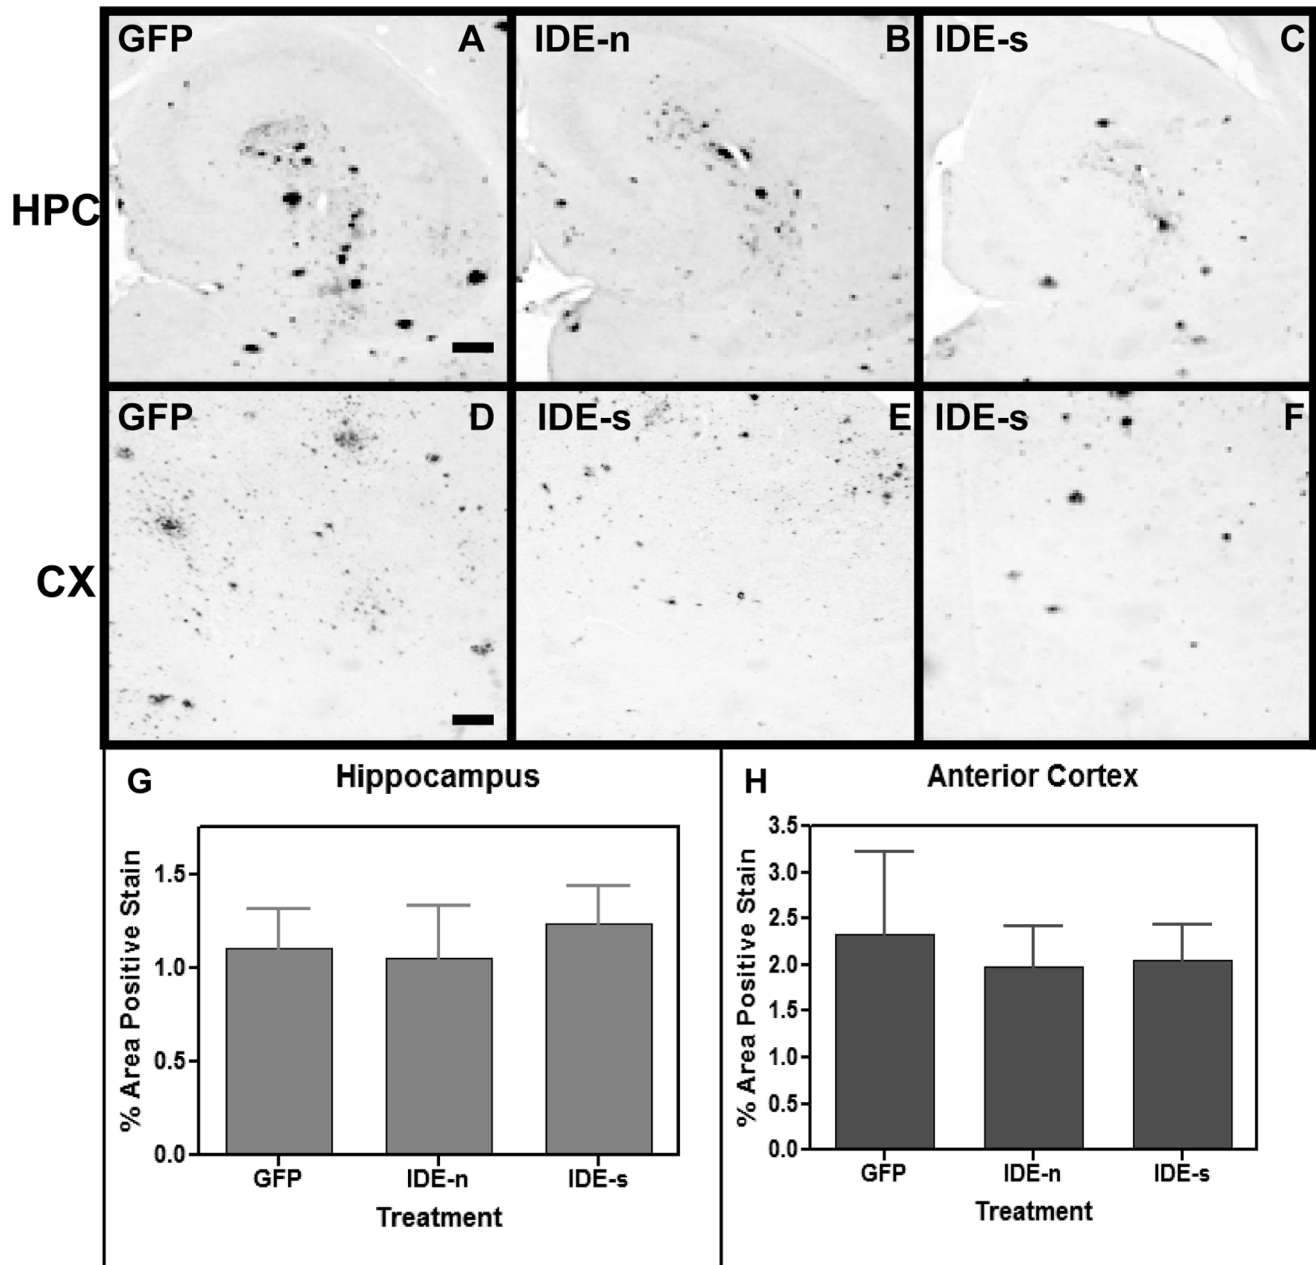 GFP A IDE-n B IDE-s C
HPC
GFP D IDE-s E IDE-s F
CX
G Hippocampus
% Area Positive Stain
1.5
1.0
0.5
0.0
GFP IDE-n IDE-s
Treatment
H Anterior Cortex
% Area Positive Stain
3.5
3.0
2.5
2.0
1.5
1.0
0.5
0.0
GFP IDE-n IDE-s
Treatment